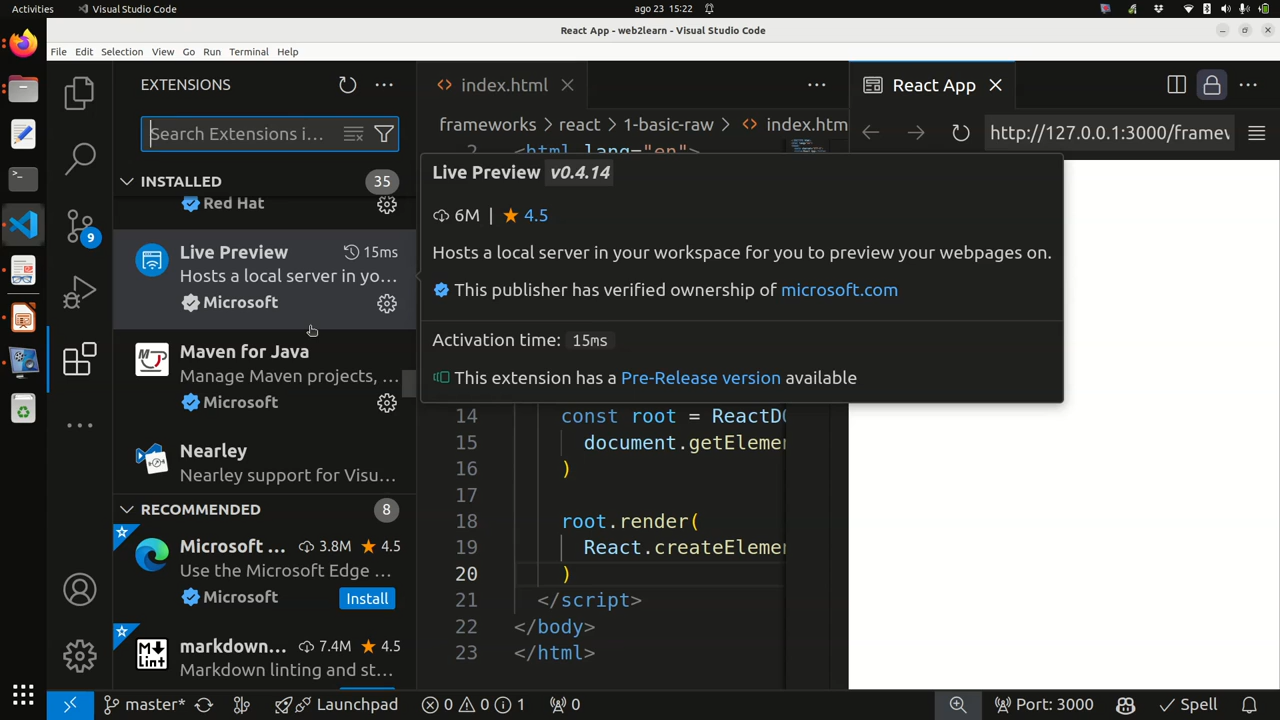 Activities
Visual Studio Code
ago 23 15:22
React App - web2learn - Visual Studio Code
File Edit Selection View Go Run Terminal Help
EXTENSIONS
Search Extensions i…
INSTALLED 35
Red Hat
Live Preview 15ms
Hosts a local server in yo…
Microsoft
Maven for Java
Manage Maven projects, …
Microsoft
Nearley
Nearley support for Visu…
RECOMMENDED 8
Microsoft … 3.8M 4.5
Use the Microsoft Edge …
Microsoft Install
markdown… 7.4M 4.5
Markdown linting and st…
9
index.html
frameworks > react > 1-basic-raw > index.htm
2 <html lang="en">
Live Preview v0.4.14
6M | 4.5
Hosts a local server in your workspace for you to preview your webpages on.
This publisher has verified ownership of microsoft.com
Activation time: 15ms
This extension has a Pre-Release version available
14 const root = ReactDO
15 document.getElemen
16 )
17
18 root.render(
19 React.createElemen
20 )
21 </script>
22 </body>
23 </html>
React App
http://127.0.0.1:3000/framew
master* Launchpad 0 0 1 0 Port: 3000 Spell